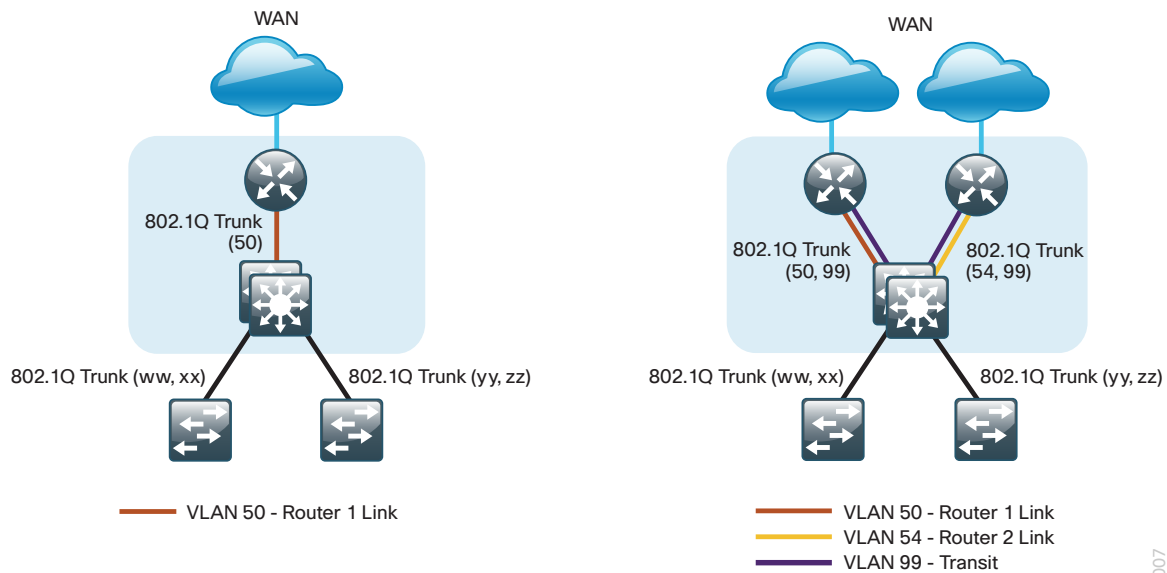 WAN
802.1Q Trunk
(50)
802.1Q Trunk (ww, xx)
802.1Q Trunk (yy, zz)
VLAN 50 - Router 1 Link
WAN
802.1Q Trunk
(50, 99)
802.1Q Trunk
(54, 99)
802.1Q Trunk (ww, xx)
802.1Q Trunk (yy, zz)
VLAN 50 - Router 1 Link
VLAN 54 - Router 2 Link
VLAN 99 - Transit